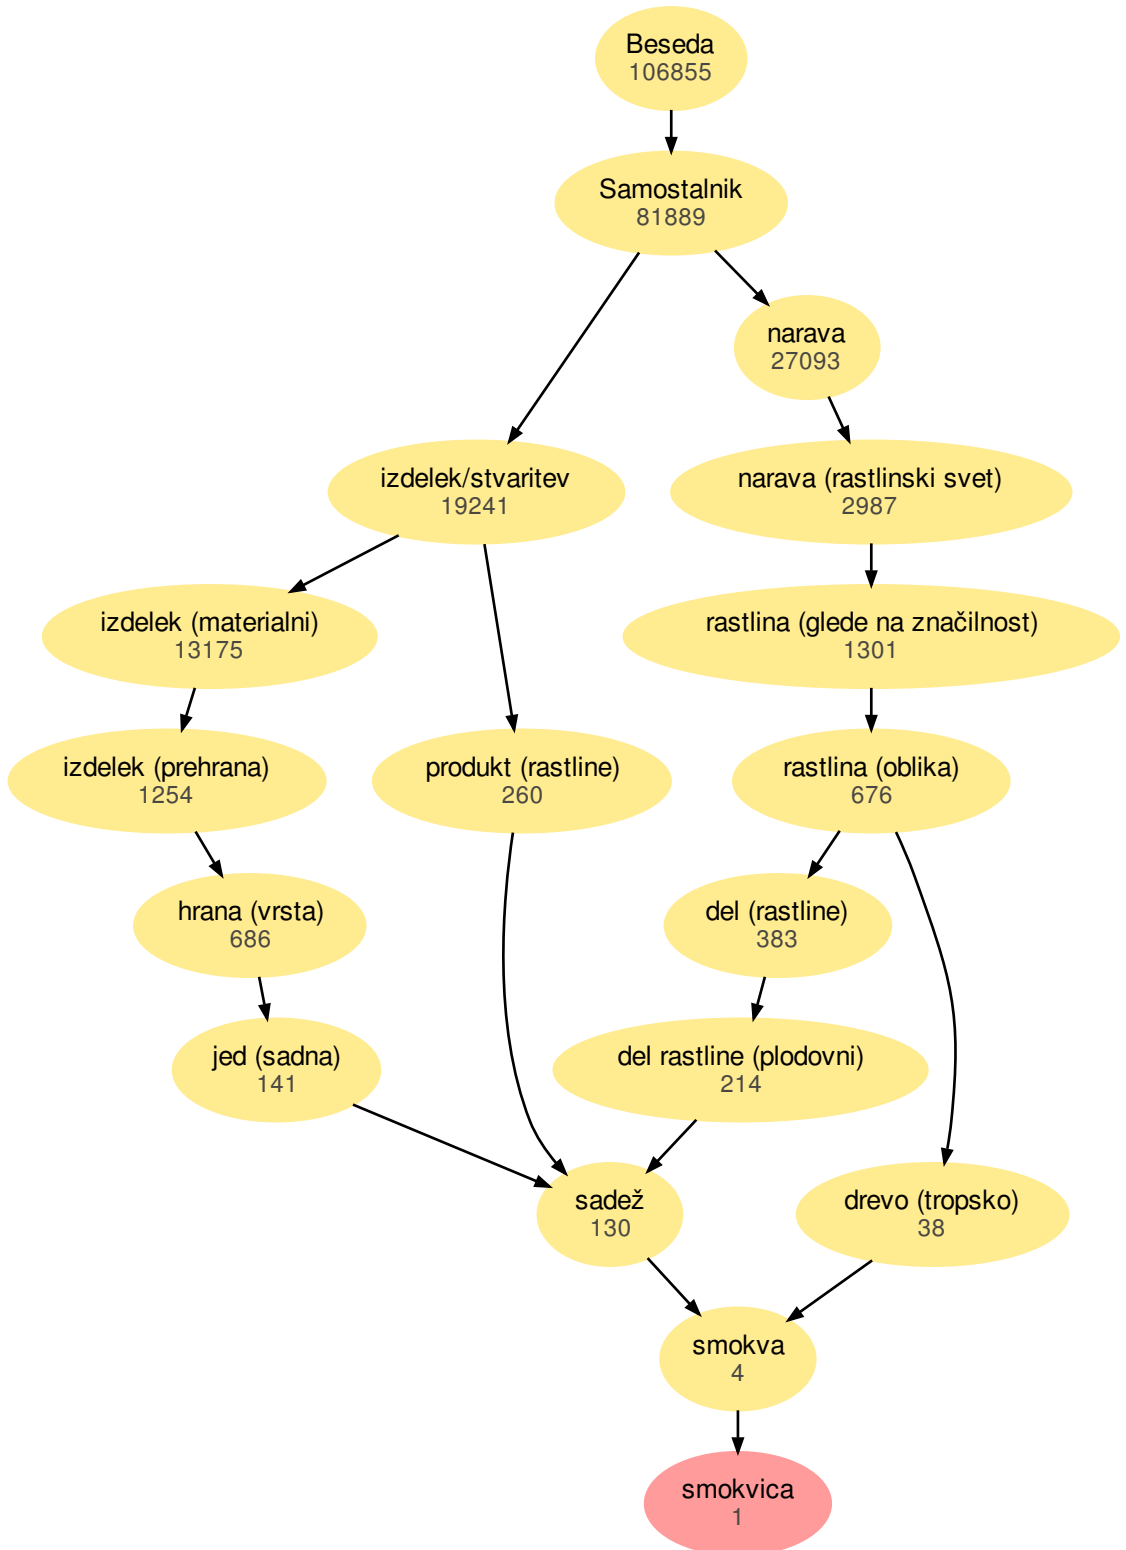 Beseda
106855
Samostalnik
81889
narava
27093
izdelek/stvaritev
19241
narava (rastlinski svet)
2987
izdelek (materialni)
13175
rastlina (glede na značilnost)
1301
izdelek (prehrana)
1254
produkt (rastline)
260
rastlina (oblika)
676
hrana (vrsta)
686
del (rastline)
383
jed (sadna)
141
del rastline (plodovni)
214
sadež
130
drevo (tropsko)
38
smokva
4
smokvica
1